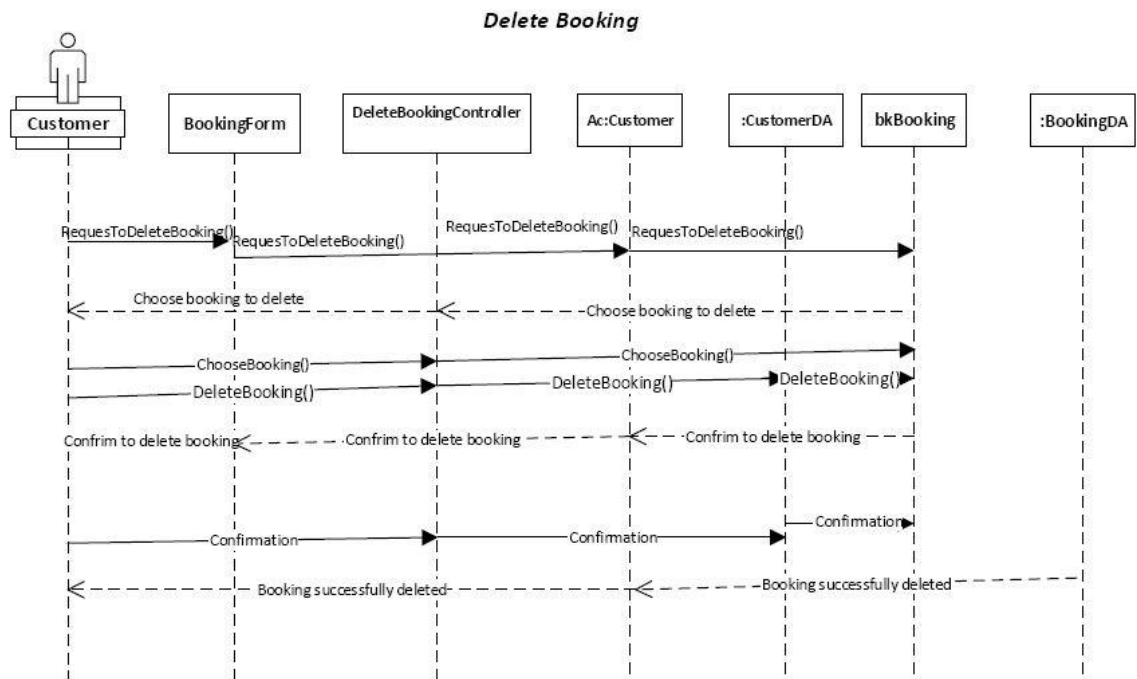 Delete Booking
Customer
BookingForm
DeleteBookingController
Ac:Customer
:CustomerDA
bkBooking
:BookingDA
RequesToDeleteBooking()
RequesToDeleteBooking()
RequesToDeleteBooking()
RequesToDeleteBooking()
Choose booking to delete
Choose booking to delete
ChooseBooking()
ChooseBooking()
DeleteBooking()
DeleteBooking()
DeleteBooking()
Confrim to delete booking
Confrim to delete booking
Confrim to delete booking
Confirmation
Confirmation
Confirmation
Booking successfully deleted
Booking successfully deleted